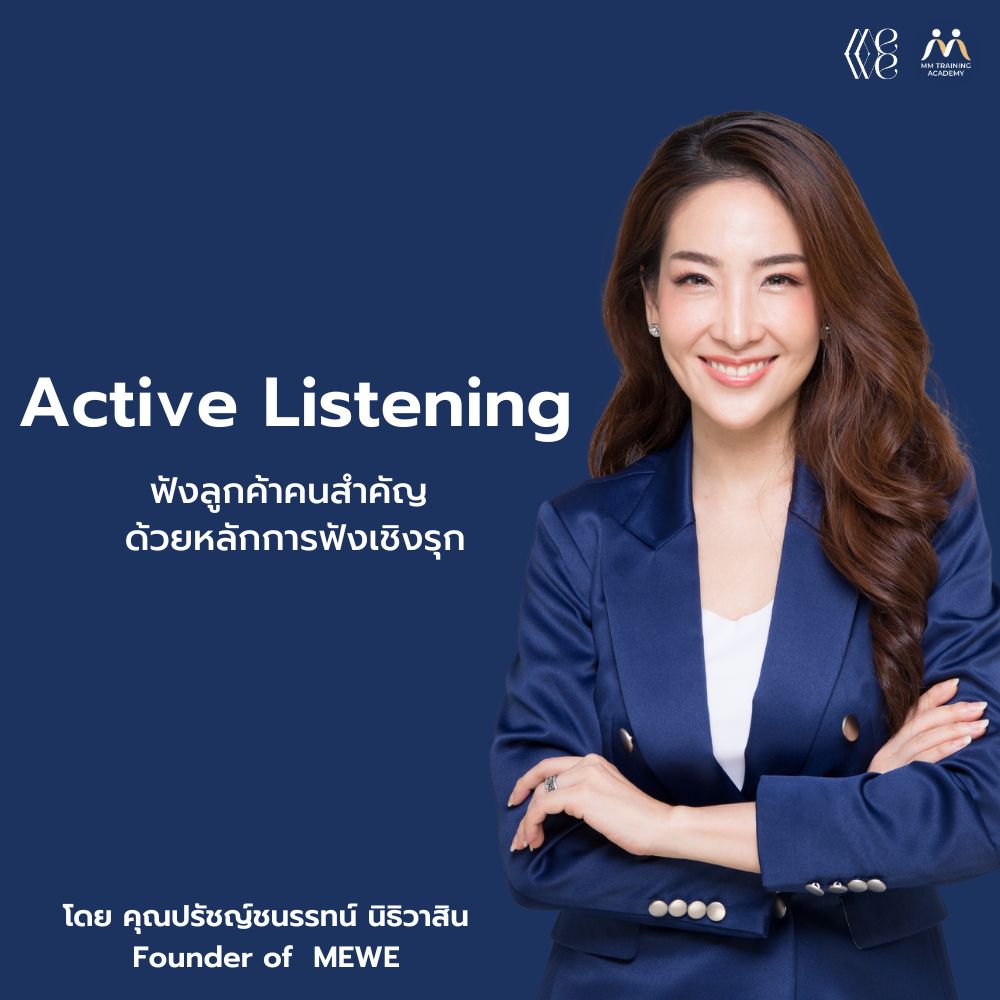 MEWE
MM TRAINING
ACADEMY
Active Listening
ฟังลูกค้าคนสำคัญ
ด้วยหลักการฟังเชิงรุก
โดย คุณปรัชญ์ชนรรทน์ นิธิวาสิน
Founder of MEWE